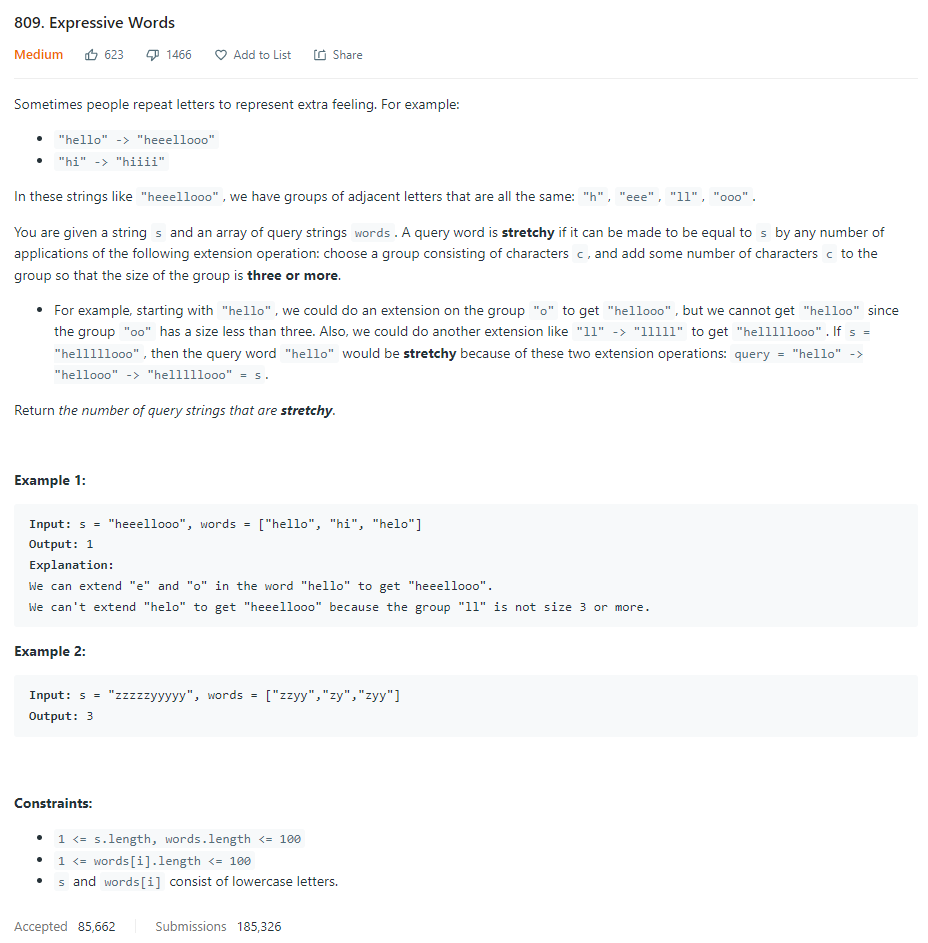 809. Expressive Words
Medium 623 1466 Add to List Share
Sometimes people repeat letters to represent extra feeling. For example:
• "hello" -> "heeellooo"
• "hi" -> "hiiii"
In these strings like "heeellooo", we have groups of adjacent letters that are all the same: "h", "eee", "ll", "ooo".
You are given a string s and an array of query strings words. A query word is stretchy if it can be made to be equal to s by any number of
applications of the following extension operation: choose a group consisting of characters c, and add some number of characters c to the
group so that the size of the group is three or more.
• For example, starting with "hello", we could do an extension on the group "o" to get "hellooo", but we cannot get "helloo" since
the group "oo" has a size less than three. Also, we could do another extension like "ll" -> "lllll" to get "helllllooo". If s =
"helllllooo", then the query word "hello" would be stretchy because of these two extension operations: query = "hello" ->
"hellooo" -> "helllllooo" = s.
Return the number of query strings that are stretchy.
Example 1:
Input: s = "heeellooo", words = ["hello", "hi", "helo"]
Output: 1
Explanation:
We can extend "e" and "o" in the word "hello" to get "heeellooo".
We can't extend "helo" to get "heeellooo" because the group "ll" is not size 3 or more.
Example 2:
Input: s = "zzzzzyyyyy", words = ["zzyy","zy","zyy"]
Output: 3
Constraints:
• 1 <= s.length, words.length <= 100
• 1 <= words[i].length <= 100
• s and words[i] consist of lowercase letters.
Accepted 85,662 Submissions 185,326